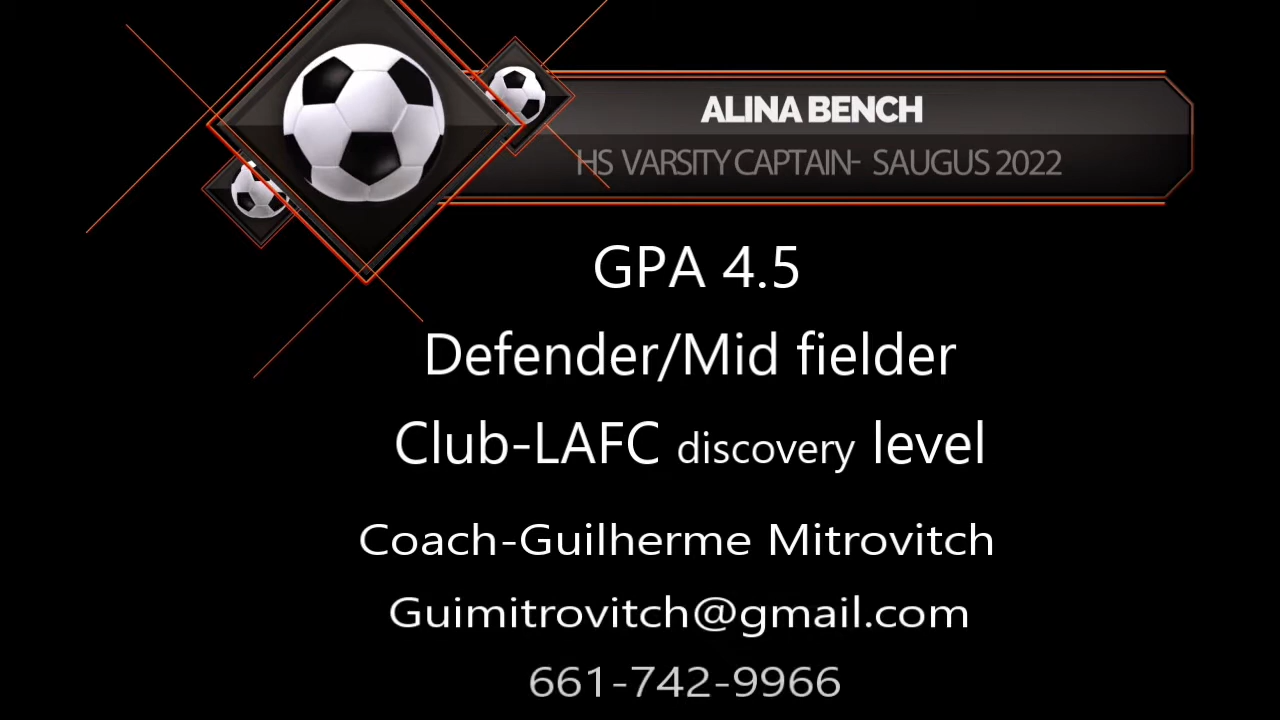 ALINA BENCH
HS VARSITY CAPTAIN- SAUGUS 2022
GPA 4.5
Defender/Mid fielder
Club-LAFC discovery level
Coach-Guilherme Mitrovitch
Guimitrovitch@gmail.com
661-742-9966